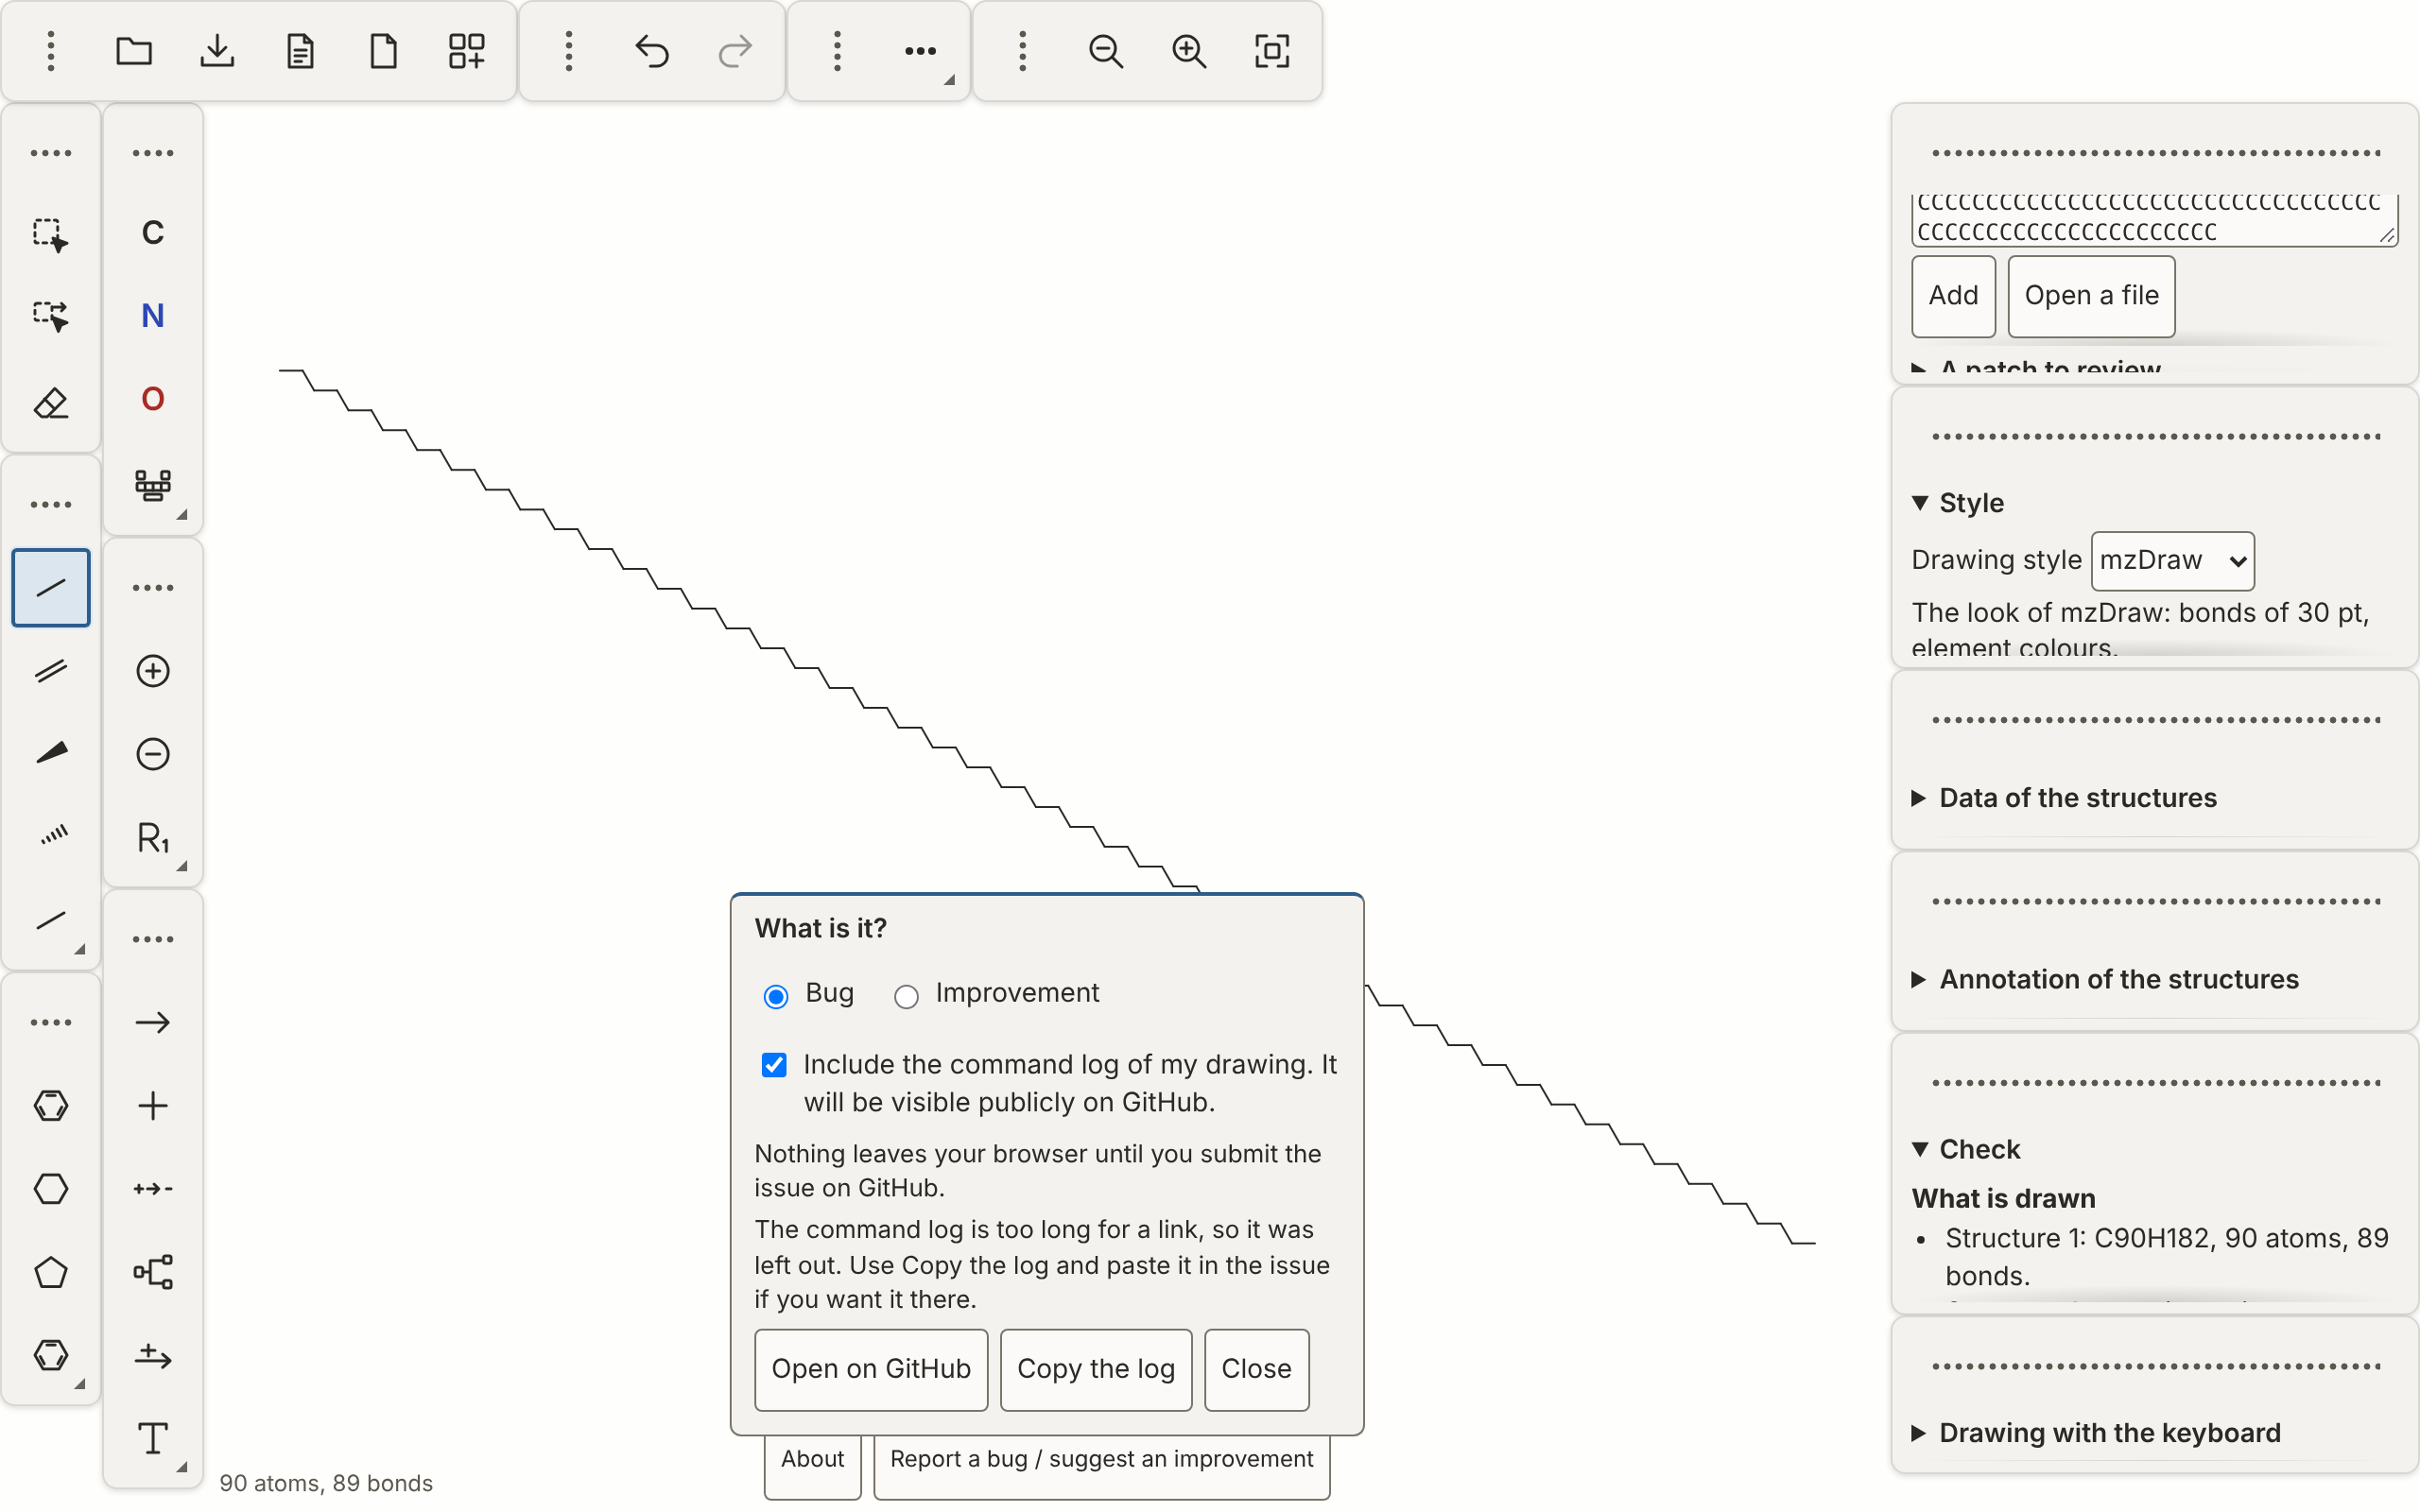 C
N
O
R1
T
CCCCCCCCCCCCCCCCCCCCCCCCCCCCCCCCCC
CCCCCCCCCCCCCCCCCCCCCC
Add
Open a file
A patch to review
Style
Drawing style
mzDraw
The look of mzDraw: bonds of 30 pt,
element colours.
Data of the structures
Annotation of the structures
Check
What is drawn
• Structure 1: C90H182, 90 atoms, 89
bonds.
Drawing with the keyboard
What is it?
Bug
Improvement
Include the command log of my drawing. It
will be visible publicly on GitHub.
Nothing leaves your browser until you submit the
issue on GitHub.
The command log is too long for a link, so it was
left out. Use Copy the log and paste it in the issue
if you want it there.
Open on GitHub
Copy the log
Close
About
Report a bug / suggest an improvement
90 atoms, 89 bonds